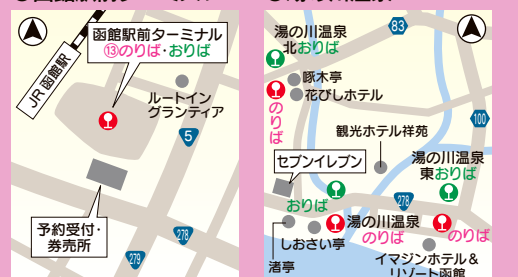 函館駅前ターミナル
⑬のりば・おりば
JR 函館駅
ルートイン
グランティア
5
予約受付・
券売所
278
279
湯の川温泉
北おりば
83
啄木亭
花びしホテル
のりば
100
観光ホテル祥苑
セブンイレブン
湯の川温泉
東おりば
278
おりば
湯の川温泉
のりば
のりば
しおさい亭
渚亭
イマジンホテル&
リゾート函館